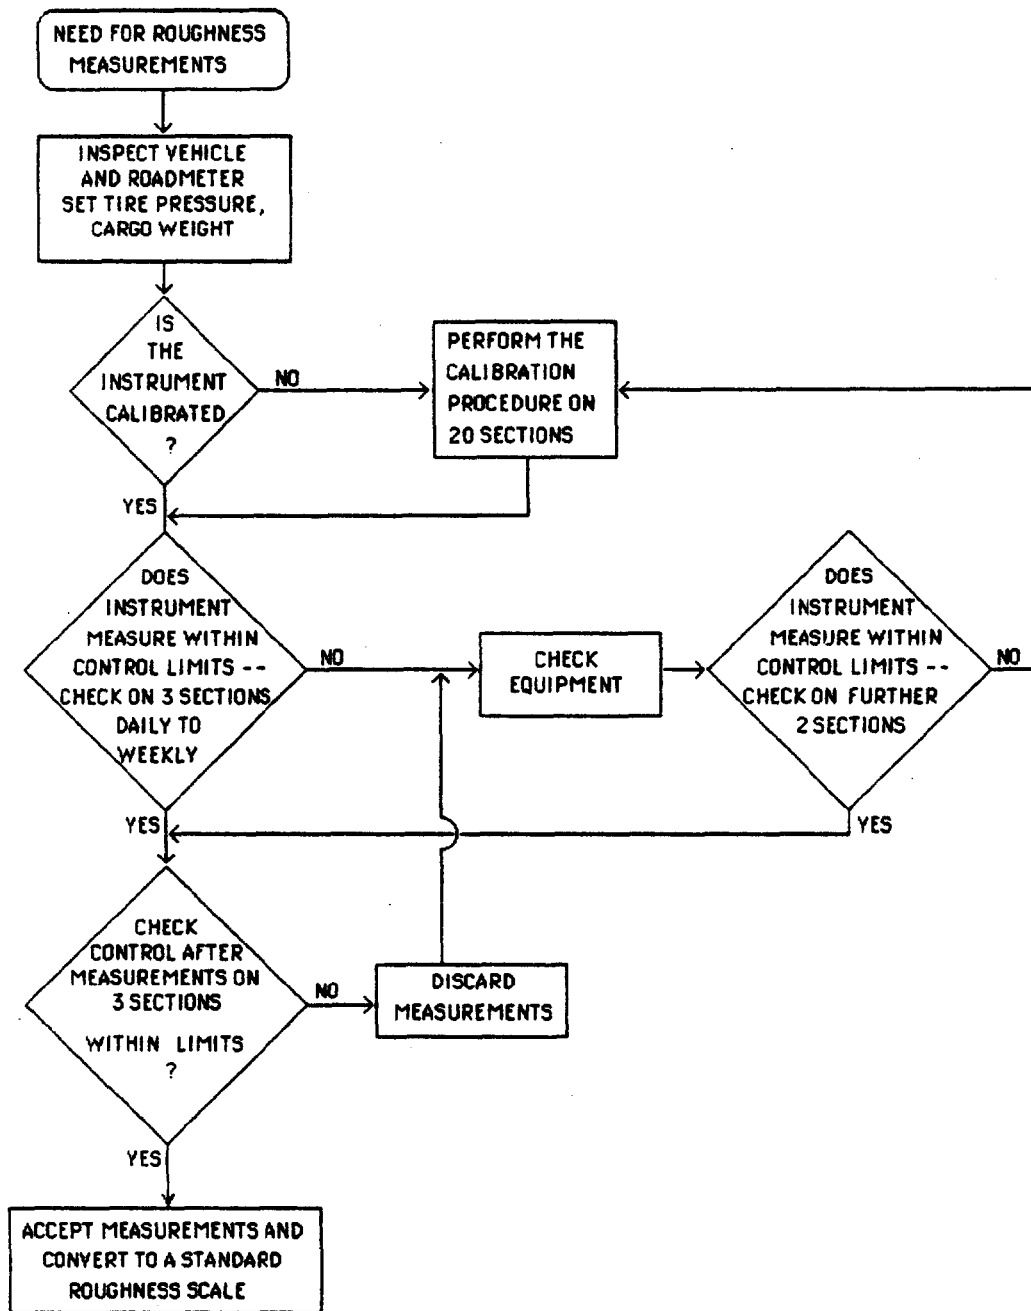 NEED FOR ROUGHNESS
MEASUREMENTS
INSPECT VEHICLE
AND ROADMETER
SET TIRE PRESSURE,
CARGO WEIGHT
IS
THE
INSTRUMENT
CALIBRATED
?
NO
PERFORM THE
CALIBRATION
PROCEDURE ON
20 SECTIONS
YES
DOES
INSTRUMENT
MEASURE WITHIN
CONTROL LIMITS --
CHECK ON 3 SECTIONS
DAILY TO
WEEKLY
NO
CHECK
EQUIPMENT
DOES
INSTRUMENT
MEASURE WITHIN
CONTROL LIMITS --
CHECK ON FURTHER
2 SECTIONS
NO
YES
YES
CHECK
CONTROL AFTER
MEASUREMENTS ON
3 SECTIONS
WITHIN LIMITS
?
NO
DISCARD
MEASUREMENTS
YES
ACCEPT MEASUREMENTS AND
CONVERT TO A STANDARD
ROUGHNESS SCALE